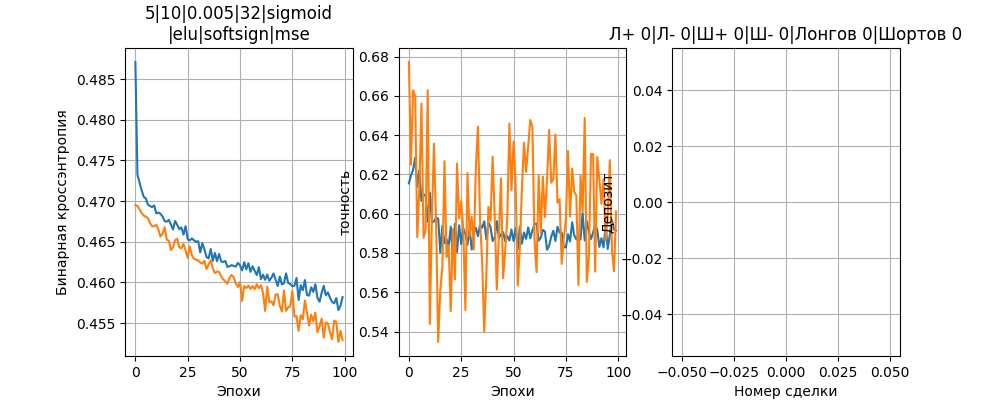 5|10|0.005|32|sigmoid
|elu|softsign|mse
Бинарная кроссэнтропия
0.485
0.480
0.475
0.470
0.465
0.460
0.455
0 25 50 75 100
Эпохи
точность
0.68
0.66
0.64
0.62
0.60
0.58
0.56
0.54
0 25 50 75 100
Эпохи
Л+ 0|Л- 0|Ш+ 0|Ш- 0|Лонгов 0|Шортов 0
Депозит
0.04
0.02
0.00
−0.02
−0.04
−0.050 −0.025 0.000 0.025 0.050
Номер сделки